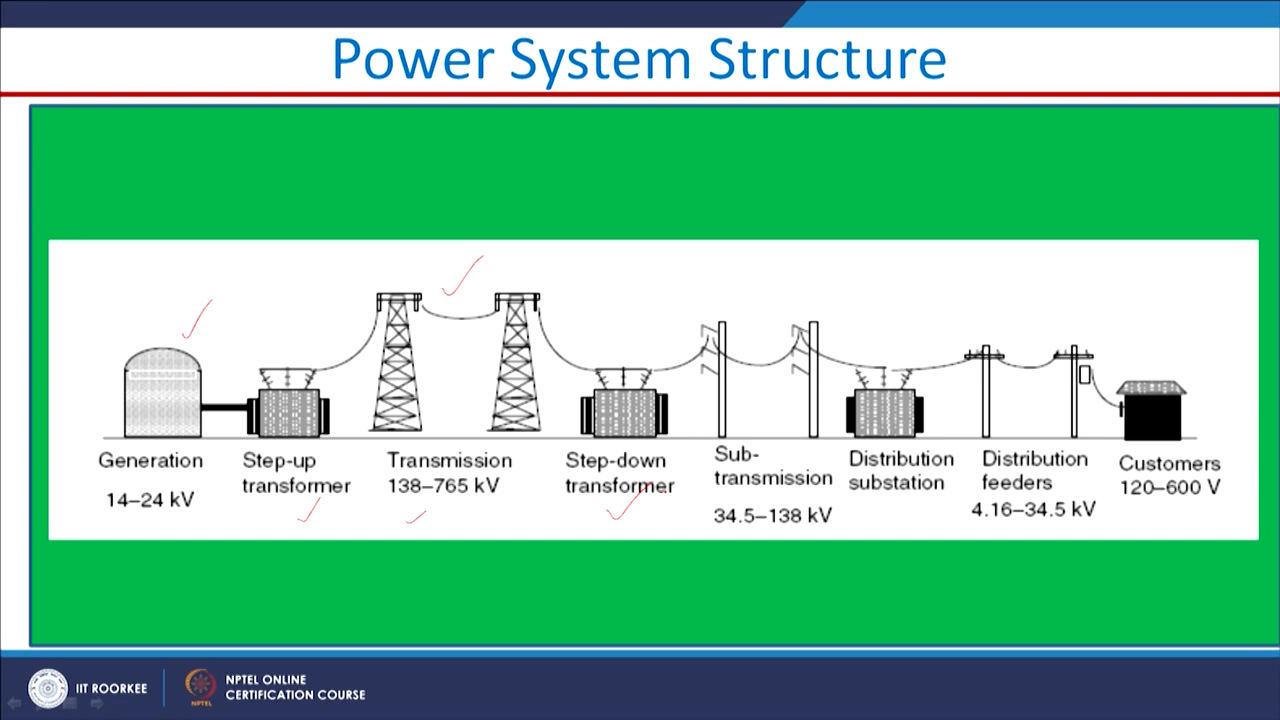 Power System Structure
Generation
14–24 kV
Step-up
transformer
Transmission
138–765 kV
Step-down
transformer
Sub-
transmission
34.5–138 kV
Distribution
substation
Distribution
feeders
4.16–34.5 kV
Customers
120–600 V
IIT ROORKEE
NPTEL
NPTEL ONLINE
CERTIFICATION COURSE